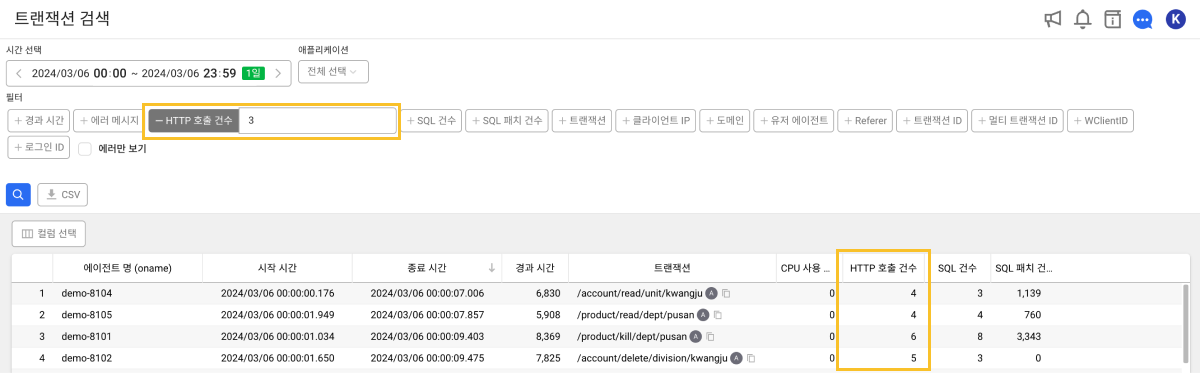 트랜잭션 검색
K
시간 선택
애플리케이션
2024/03/06 00:00 ~ 2024/03/06 23:59 1일
전체 선택
필터
+ 경과 시간
+ 에러 메시지
− HTTP 호출 건수
3
+ SQL 건수
+ SQL 패치 건수
+ 트랜잭션
+ 클라이언트 IP
+ 도메인
+ 유저 에이전트
+ Referer
+ 트랜잭션 ID
+ 멀티 트랜잭션 ID
+ WClientID
+ 로그인 ID
에러만 보기
CSV
컬럼 선택
에이전트 명 (oname) 시작 시간 종료 시간 ↓ 경과 시간 트랜잭션 CPU 사용 ... HTTP 호출 건수 SQL 건수 SQL 패치 건...
1 demo-8104 2024/03/06 00:00:00.176 2024/03/06 00:00:07.006 6,830 /account/read/unit/kwangju A 0 4 3 1,139
2 demo-8105 2024/03/06 00:00:01.949 2024/03/06 00:00:07.857 5,908 /product/read/dept/pusan A 0 4 4 760
3 demo-8101 2024/03/06 00:00:01.034 2024/03/06 00:00:09.403 8,369 /product/kill/dept/pusan A 0 6 8 3,343
4 demo-8102 2024/03/06 00:00:01.650 2024/03/06 00:00:09.475 7,825 /account/delete/division/kwangju A 0 5 3 0